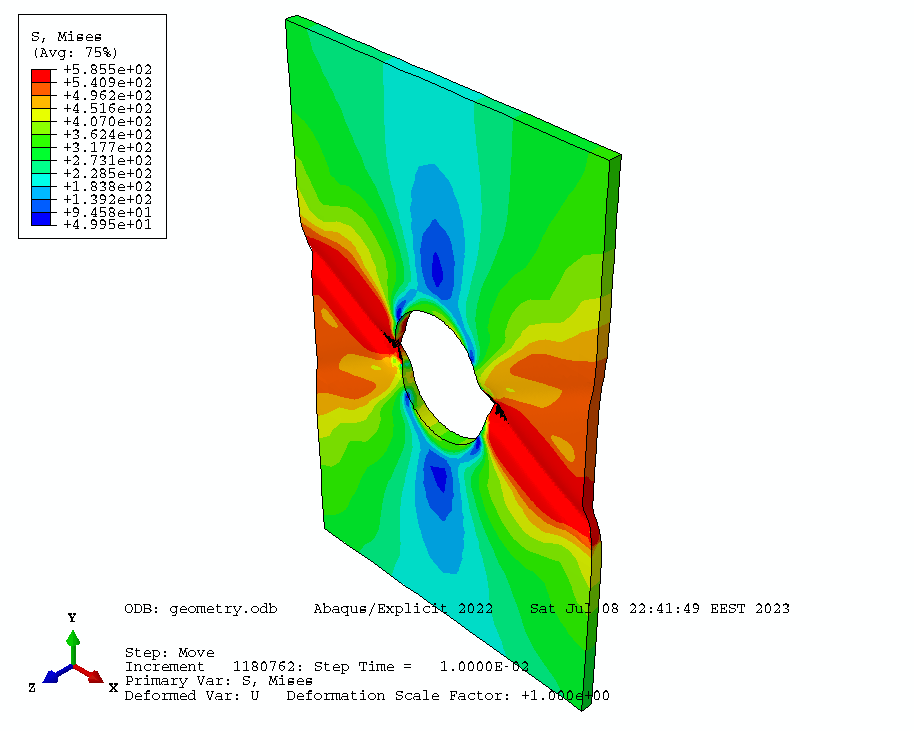 S, Mises
(Avg: 75%)
+5.855e+02
+5.409e+02
+4.962e+02
+4.516e+02
+4.070e+02
+3.624e+02
+3.177e+02
+2.731e+02
+2.285e+02
+1.838e+02
+1.392e+02
+9.458e+01
+4.995e+01
ODB: geometry.odb    Abaqus/Explicit 2022    Sat Jul 08 22:41:49 EEST 2023
Y
Z
X
Step: Move
Increment   1180762: Step Time =   1.0000E-02
Primary Var: S, Mises
Deformed Var: U   Deformation Scale Factor: +1.000e+00